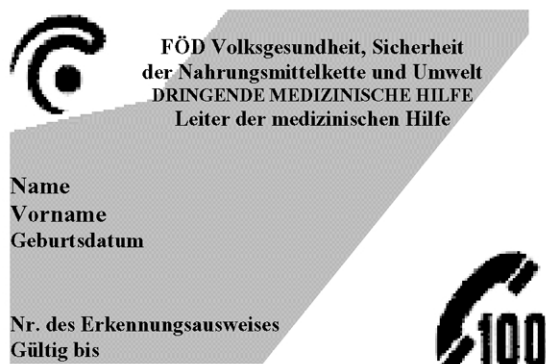 FÖD Volksgesundheit, Sicherheit
der Nahrungsmittelkette und Umwelt
DRINGENDE MEDIZINISCHE HILFE
Leiter der medizinischen Hilfe
Name
Vorname
Geburtsdatum
Nr. des Erkennungsausweises
Gültig bis
100